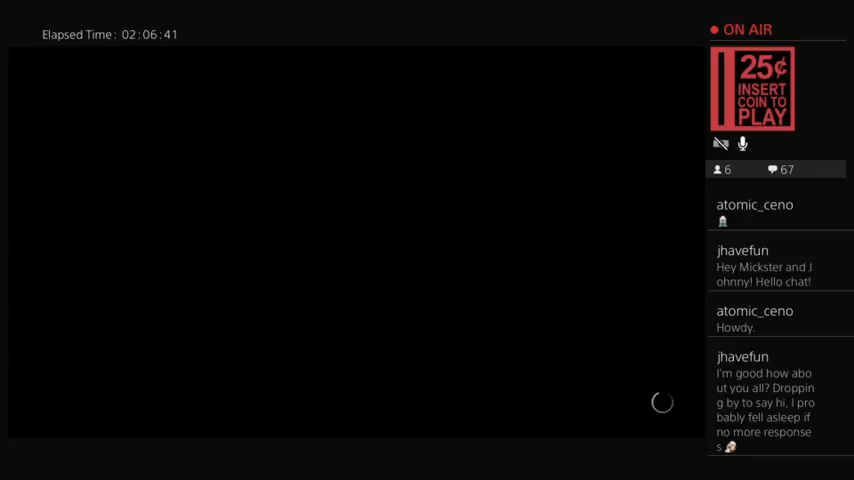 Elapsed Time: 02:06:41
ON AIR
25¢
INSERT
COIN TO
PLAY
6
67
atomic_ceno
jhavefun
Hey Mickster and J
ohnny! Hello chat!
atomic_ceno
Howdy.
jhavefun
I'm good how abo
ut you all? Droppin
g by to say hi, I pro
bably fell asleep if
no more response
s